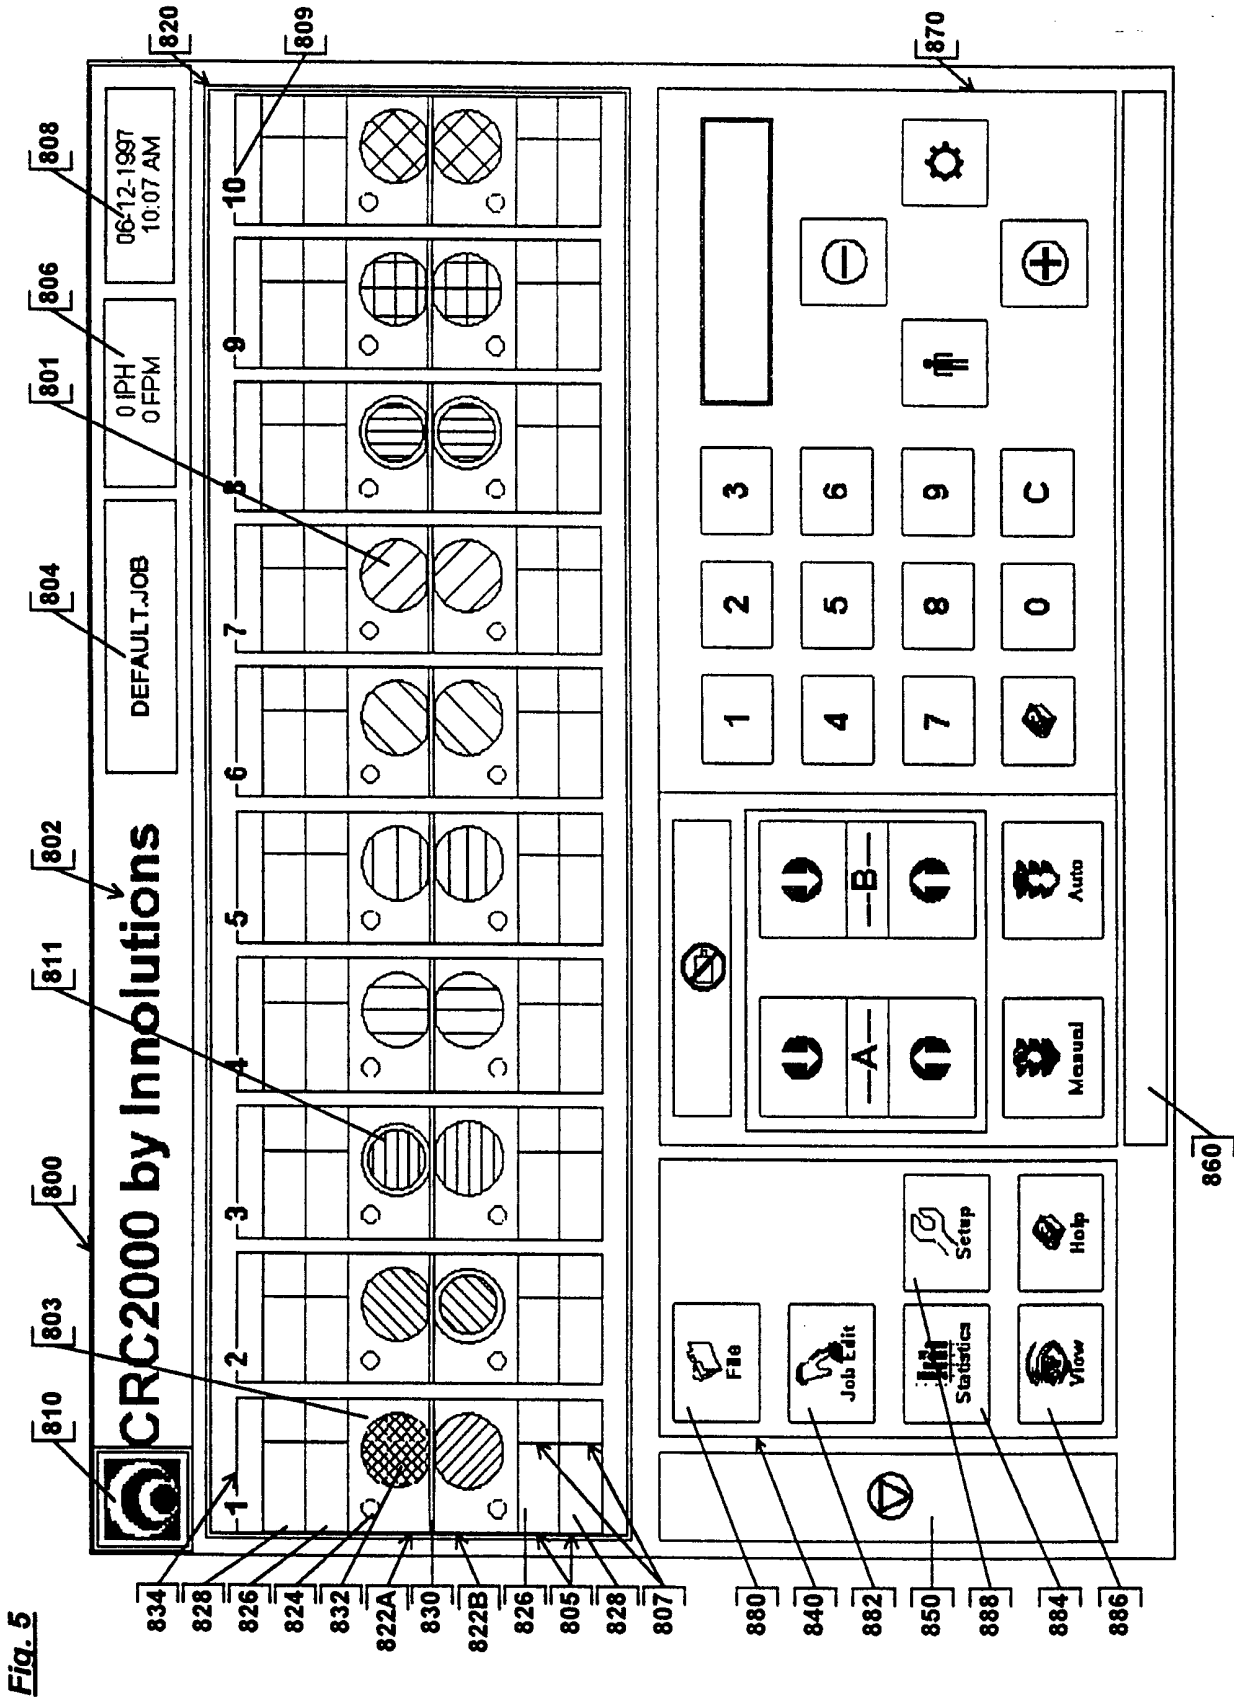 Fig. 5
810
803
800
811
802
804
801
806
808
820
809
CRC2000 by Innolutions
DEFAULT.JOB
0 IPH
0 FPM
06-12-1997
10:07 AM
1
2
3
4
5
6
7
8
9
10
834
828
826
824
832
822A
830
822B
826
805
828
807
880
840
882
850
888
884
886
File
Job Edit
Statistics
Setup
View
Help
—A—
—B—
Manual
Auto
1
2
3
4
5
6
7
8
9
0
C
870
860